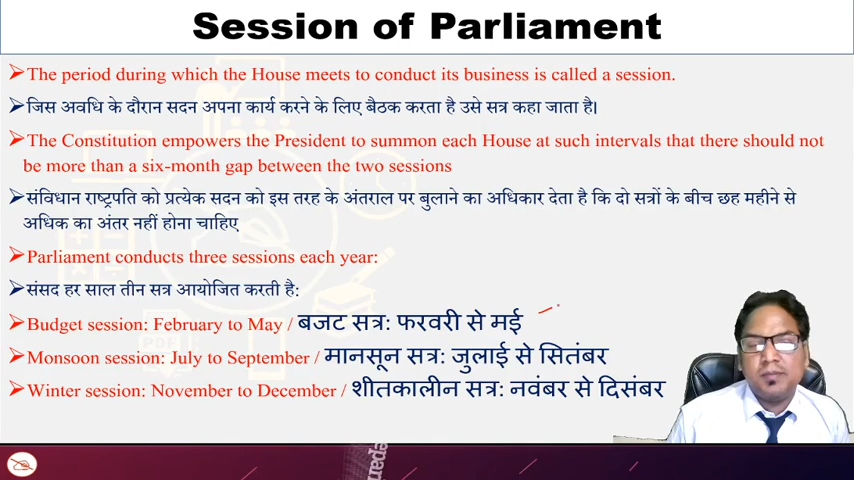 Session of Parliament
➤The period during which the House meets to conduct its business is called a session.
➤जिस अवधि के दौरान सदन अपना कार्य करने के लिए बैठक करता है उसे सत्र कहा जाता है।
➤The Constitution empowers the President to summon each House at such intervals that there should not
be more than a six-month gap between the two sessions
➤संविधान राष्ट्रपति को प्रत्येक सदन को इस तरह के अंतराल पर बुलाने का अधिकार देता है कि दो सत्रों के बीच छह महीने से
अधिक का अंतर नहीं होना चाहिए
➤Parliament conducts three sessions each year:
➤संसद हर साल तीन सत्र आयोजित करती है:
➤Budget session: February to May / बजट सत्र: फरवरी से मई
➤Monsoon session: July to September / मानसून सत्र: जुलाई से सितंबर
➤Winter session: November to December / शीतकालीन सत्र: नवंबर से दिसंबर
PDF